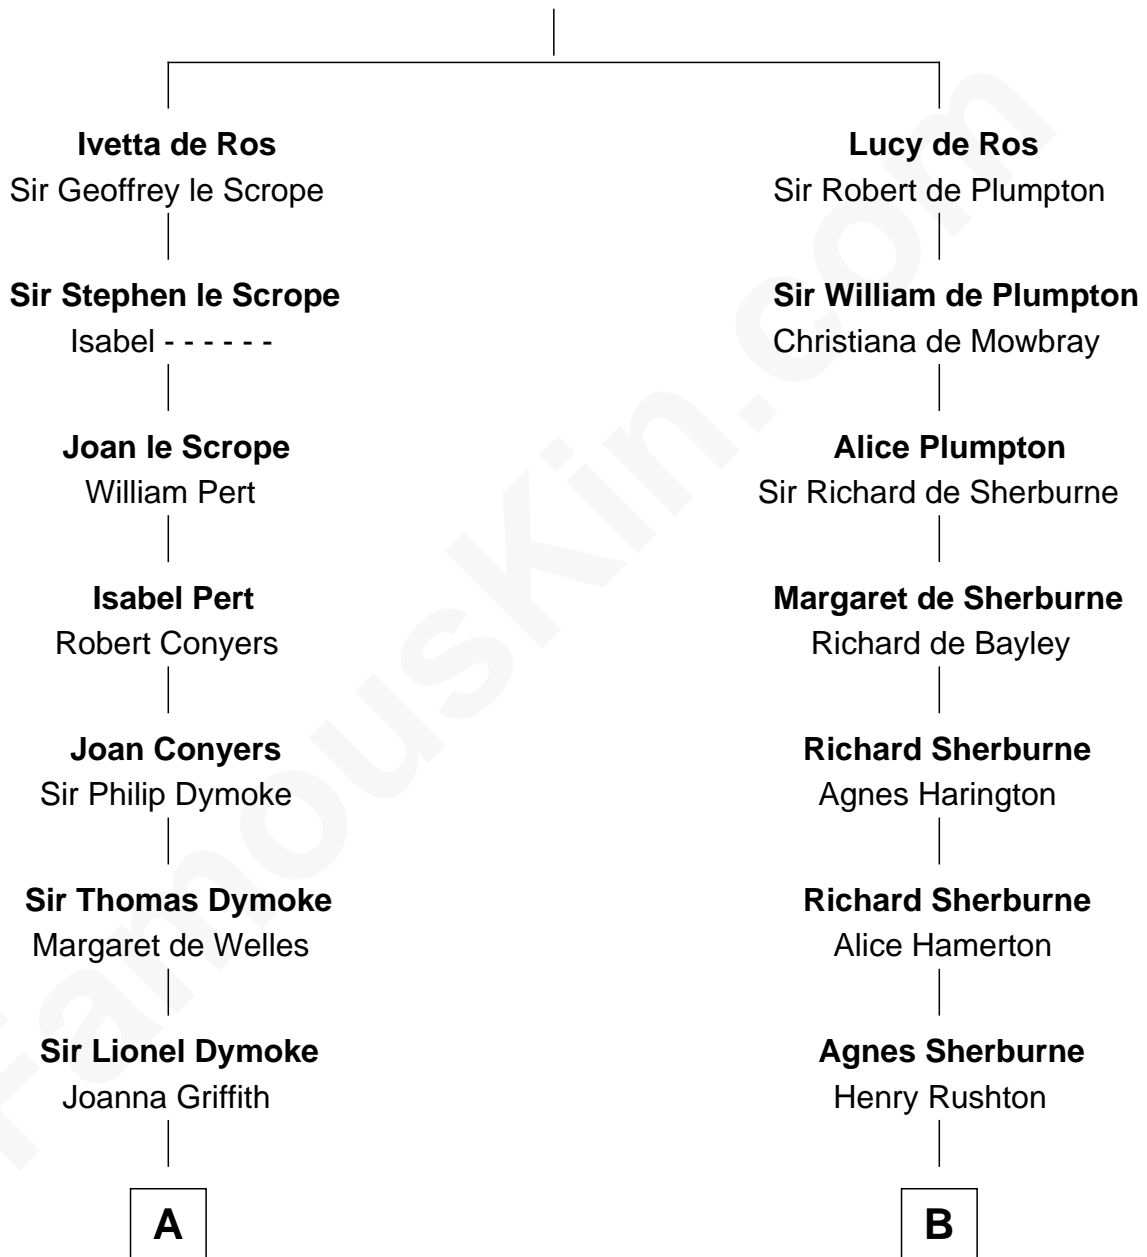 Ivetta de Ros
Sir Geoffrey le Scrope
Lucy de Ros
Sir Robert de Plumpton
Sir Stephen le Scrope
Isabel - - - - - -
Sir William de Plumpton
Christiana de Mowbray
Joan le Scrope
William Pert
Alice Plumpton
Sir Richard de Sherburne
Isabel Pert
Robert Conyers
Margaret de Sherburne
Richard de Bayley
Joan Conyers
Sir Philip Dymoke
Richard Sherburne
Agnes Harington
Sir Thomas Dymoke
Margaret de Welles
Richard Sherburne
Alice Hamerton
Sir Lionel Dymoke
Joanna Griffith
Agnes Sherburne
Henry Rushton
A
B
FamousKin.com